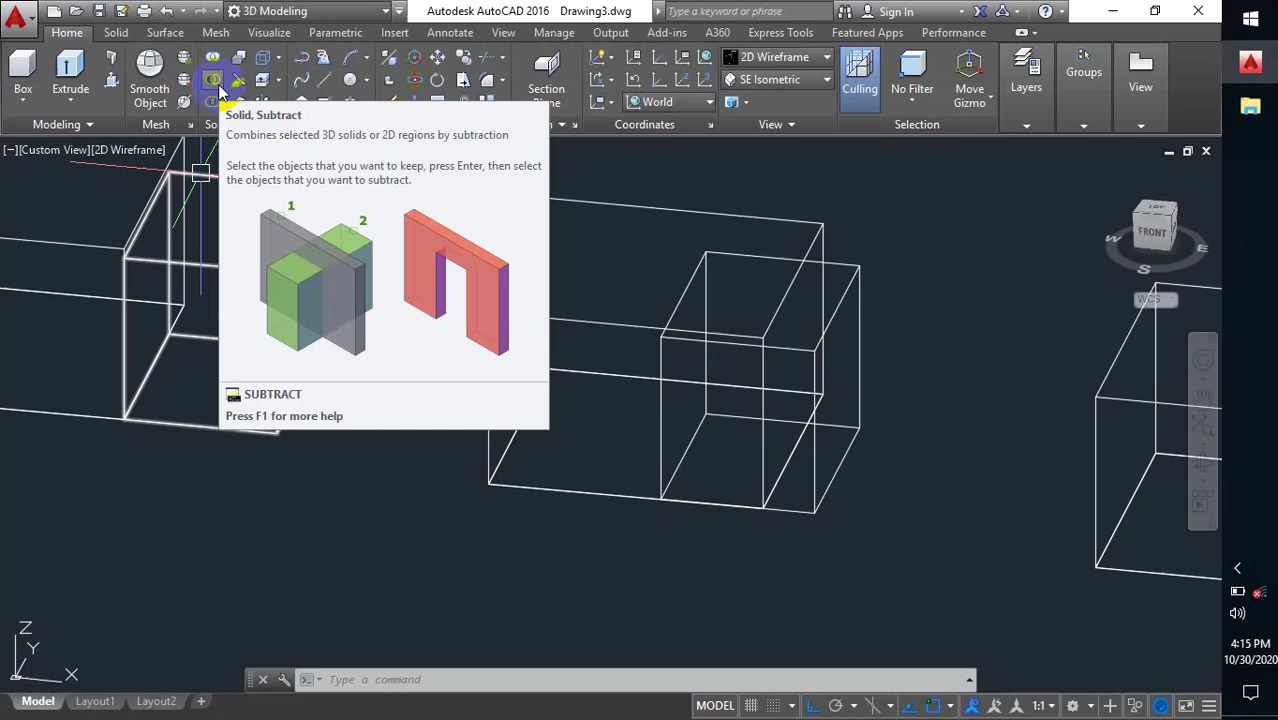 3D Modeling
Autodesk AutoCAD 2016 Drawing3.dwg
Type a keyword or phrase
Sign In
Home Solid Surface Mesh Visualize Parametric Insert Annotate View Manage Output Add-ins A360 Express Tools Featured Apps Performance
Box
Extrude
Smooth Object
Section Plane
World
2D Wireframe
SE Isometric
Culling
No Filter
Move Gizmo
Layers
Groups
View
Modeling
Mesh
So
Coordinates
View
Selection
[−][Custom View][2D Wireframe]
Solid, Subtract
Combines selected 3D solids or 2D regions by subtraction
Select the objects that you want to keep, press Enter, then select
the objects that you want to subtract.
1
2
SUBTRACT
Press F1 for more help
TOP
FRONT
W E
S
WCS
Z
Y
X
Type a command
Model Layout1 Layout2
MODEL
1:1
4:15 PM
10/30/2020